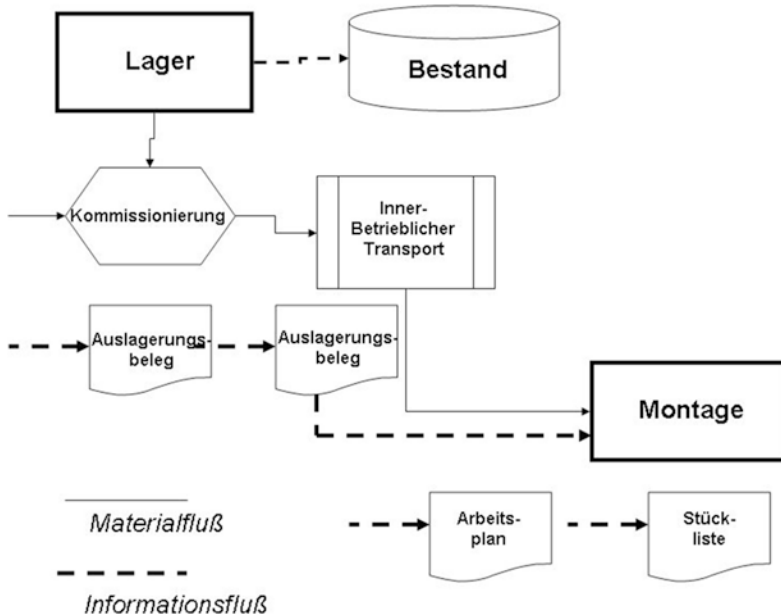 Lager
Bestand
Kommissionierung
Inner-
Betrieblicher
Transport
Auslagerungs-
beleg
Auslagerungs-
beleg
Montage
Materialfluß
Arbeits-
plan
Stück-
liste
Informationsfluß